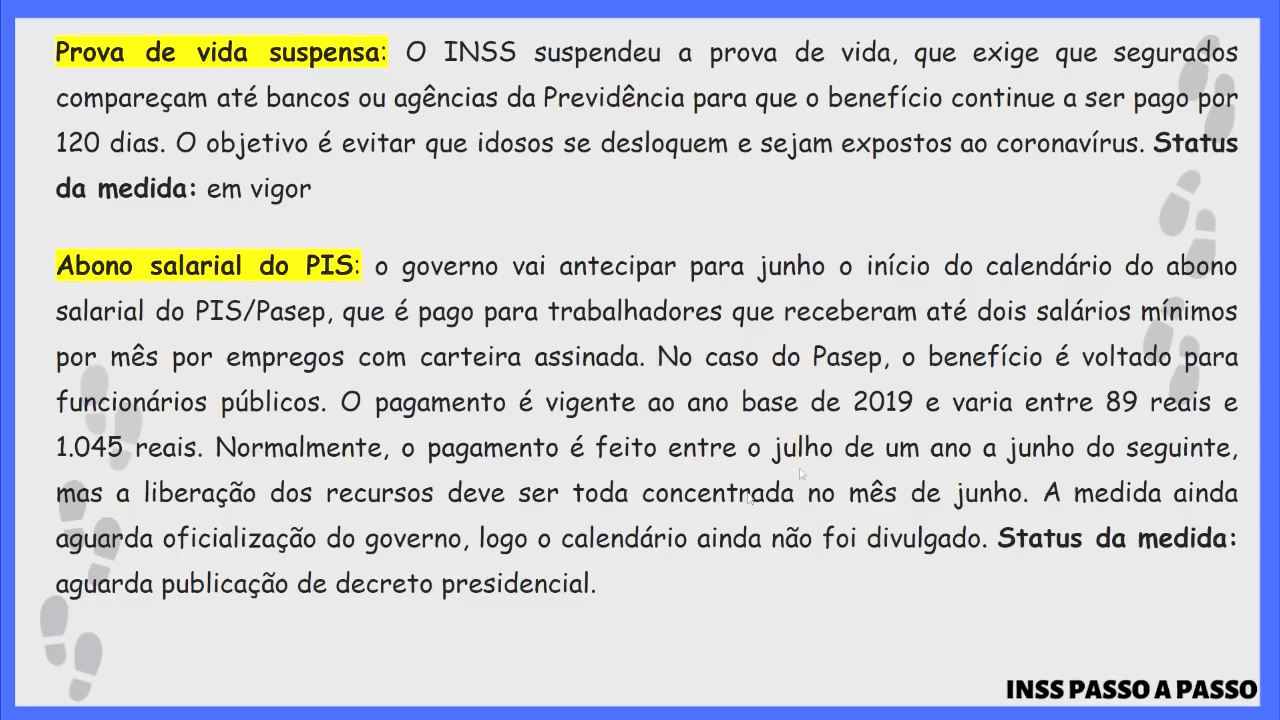 Prova de vida suspensa: O INSS suspendeu a prova de vida, que exige que segurados
compareçam até bancos ou agências da Previdência para que o benefício continue a ser pago por
120 dias. O objetivo é evitar que idosos se desloquem e sejam expostos ao coronavírus. Status
da medida: em vigor
Abono salarial do PIS: o governo vai antecipar para junho o início do calendário do abono
salarial do PIS/Pasep, que é pago para trabalhadores que receberam até dois salários mínimos
por mês por empregos com carteira assinada. No caso do Pasep, o benefício é voltado para
funcionários públicos. O pagamento é vigente ao ano base de 2019 e varia entre 89 reais e
1.045 reais. Normalmente, o pagamento é feito entre o julho de um ano a junho do seguinte,
mas a liberação dos recursos deve ser toda concentrada no mês de junho. A medida ainda
aguarda oficialização do governo, logo o calendário ainda não foi divulgado. Status da medida:
aguarda publicação de decreto presidencial.
INSS PASSO A PASSO